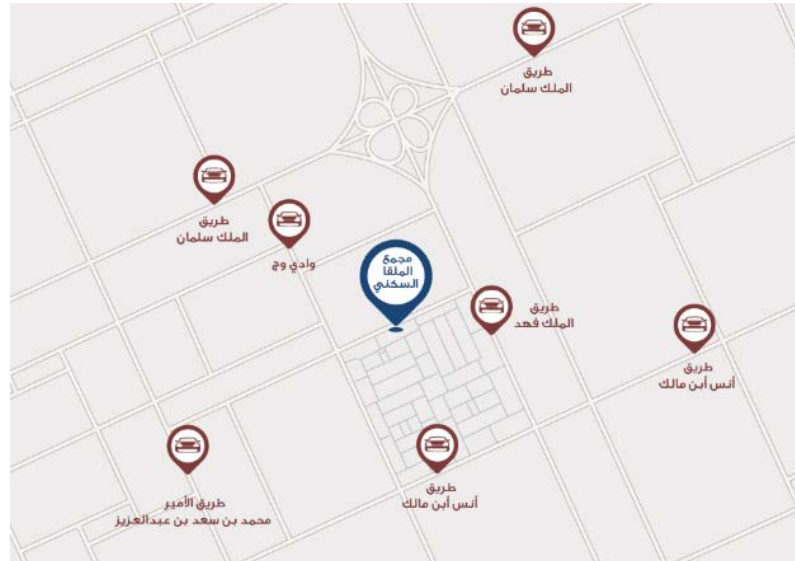 طريق
الملك سلمان
طريق
الملك سلمان
وادي وج
مجمع
الملقا
السكني
طريق
الملك فهد
طريق
أنس أبن مالك
طريق
أنس أبن مالك
طريق الأمير
محمد بن سعد بن عبدالعزيز